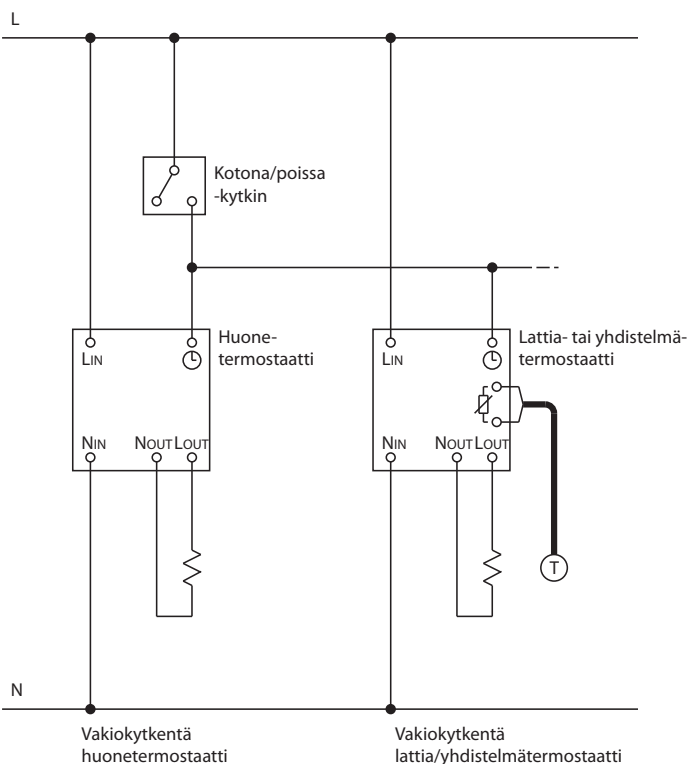 L
Kotona/poissa
-kytkin
Huone-
termostaatti
Lattia- tai yhdistelmä-
termostaatti
LIN
LIN
NIN
NOUT
LOUT
NIN
NOUT
LOUT
T
N
Vakiokytkentä
huonetermostaatti
Vakiokytkentä
lattia/yhdistelmätermostaatti